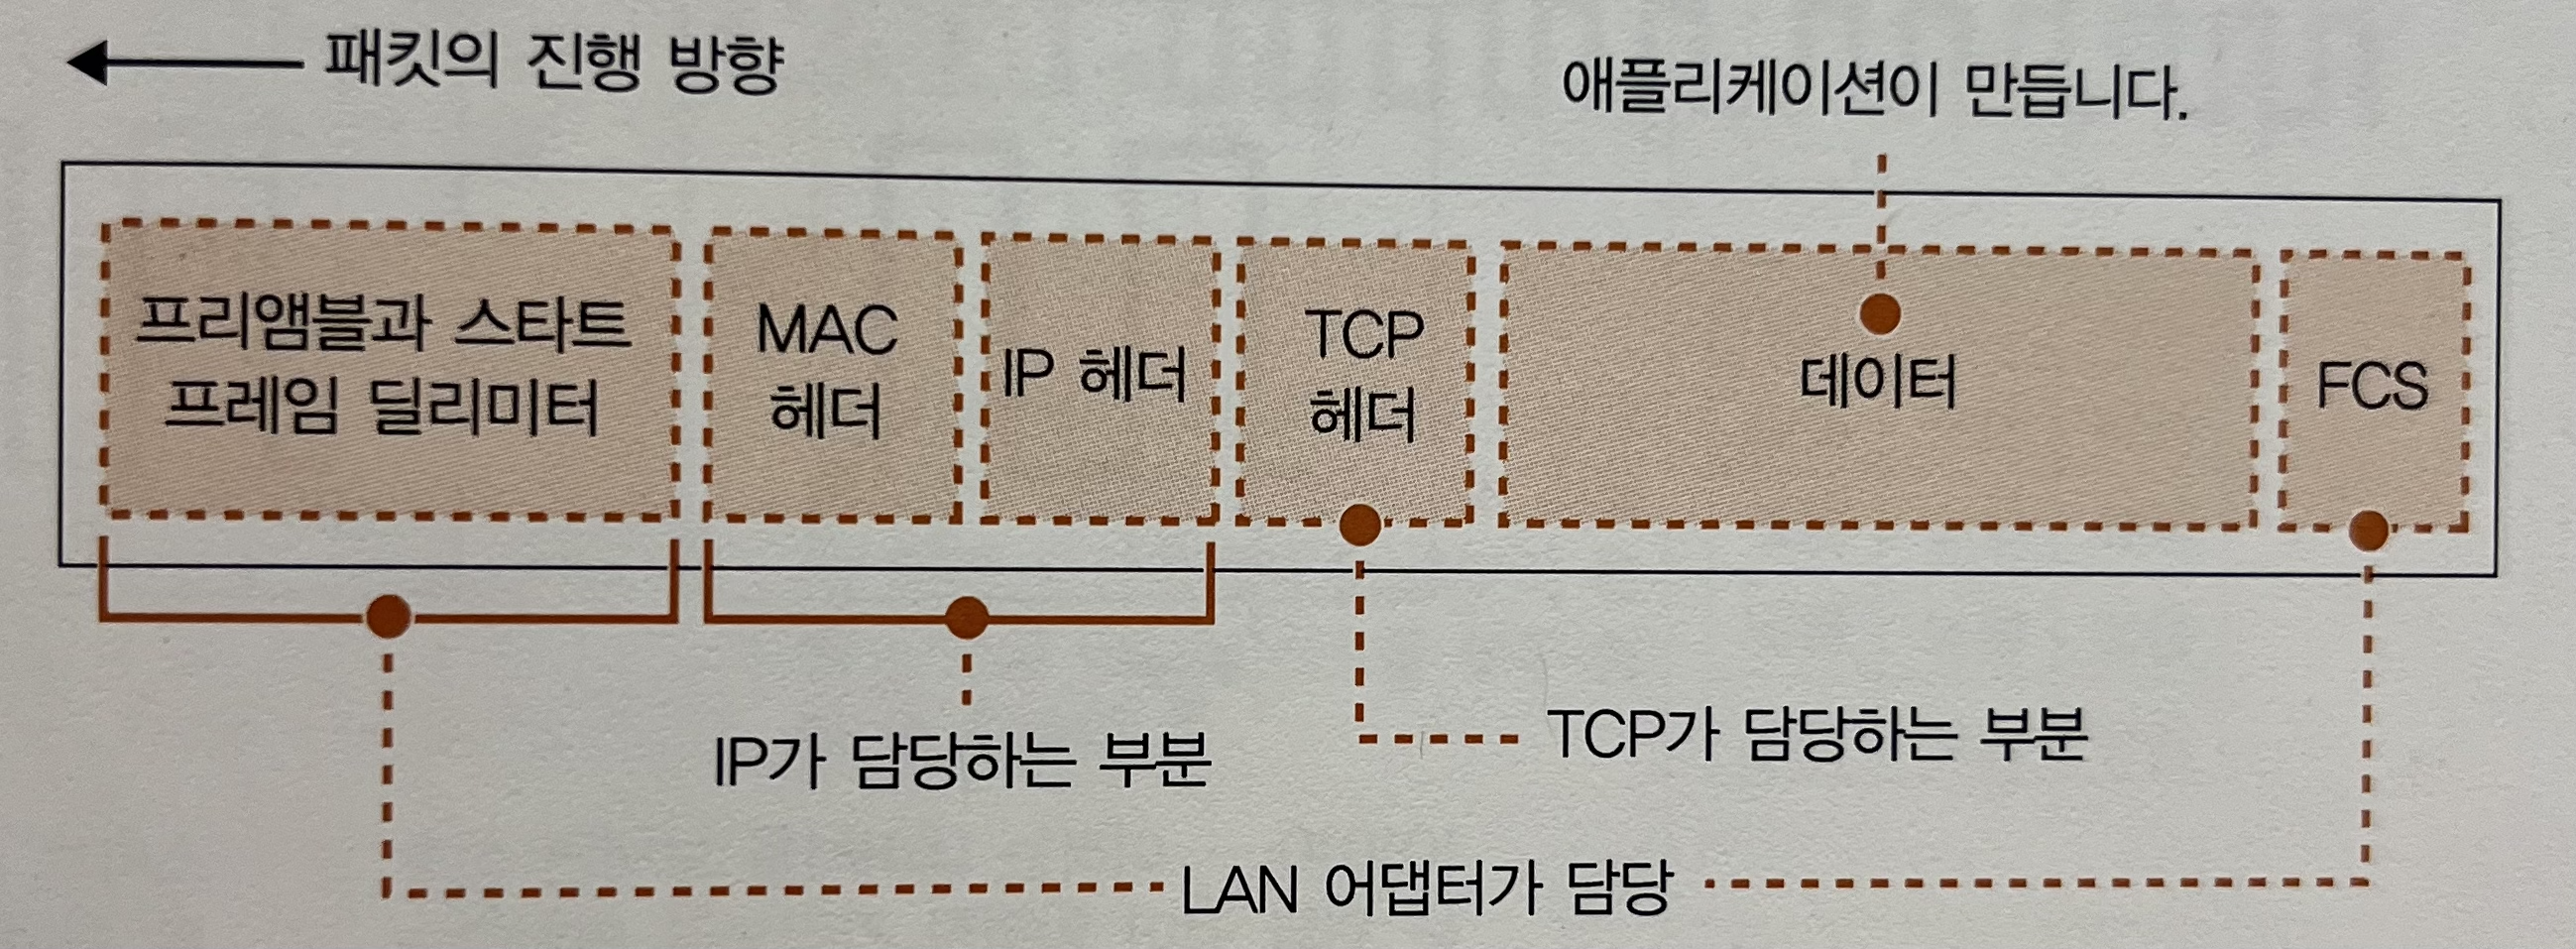 패킷의 진행 방향
애플리케이션이 만듭니다.
프리앰블과 스타트
프레임 딜리미터
MAC
헤더
IP 헤더
TCP
헤더
데이터
FCS
IP가 담당하는 부분
TCP가 담당하는 부분
LAN 어댑터가 담당